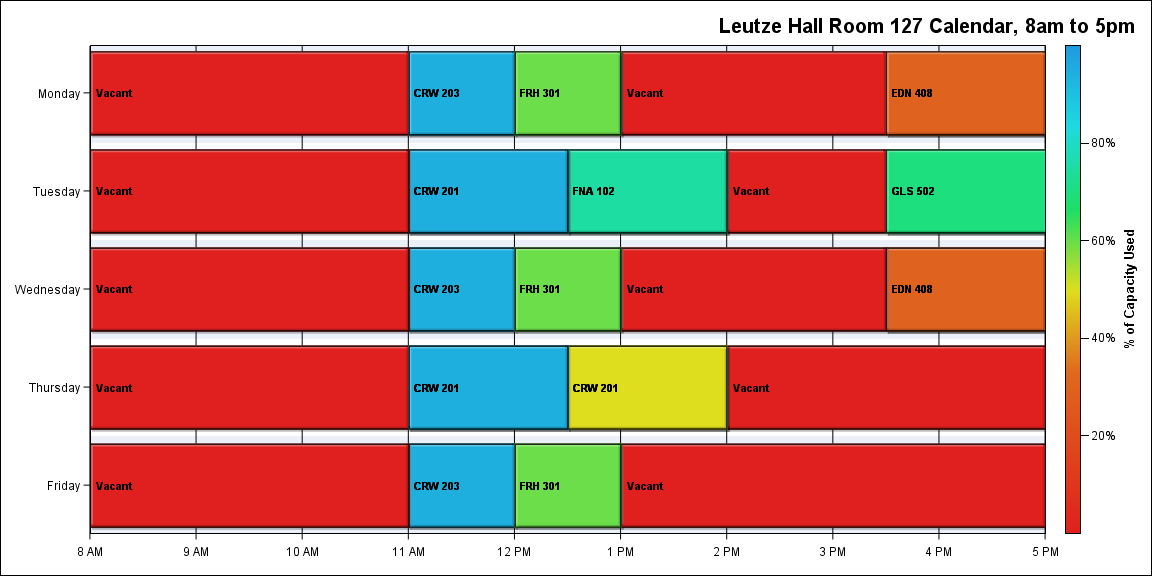 Leutze Hall Room 127 Calendar, 8am to 5pm
Monday
Vacant
CRW 203
FRH 301
Vacant
EDN 408
Tuesday
Vacant
CRW 201
FNA 102
Vacant
GLS 502
Wednesday
Vacant
CRW 203
FRH 301
Vacant
EDN 408
Thursday
Vacant
CRW 201
CRW 201
Vacant
Friday
Vacant
CRW 203
FRH 301
Vacant
8 AM
9 AM
10 AM
11 AM
12 PM
1 PM
2 PM
3 PM
4 PM
5 PM
80%
60%
40%
20%
% of Capacity Used